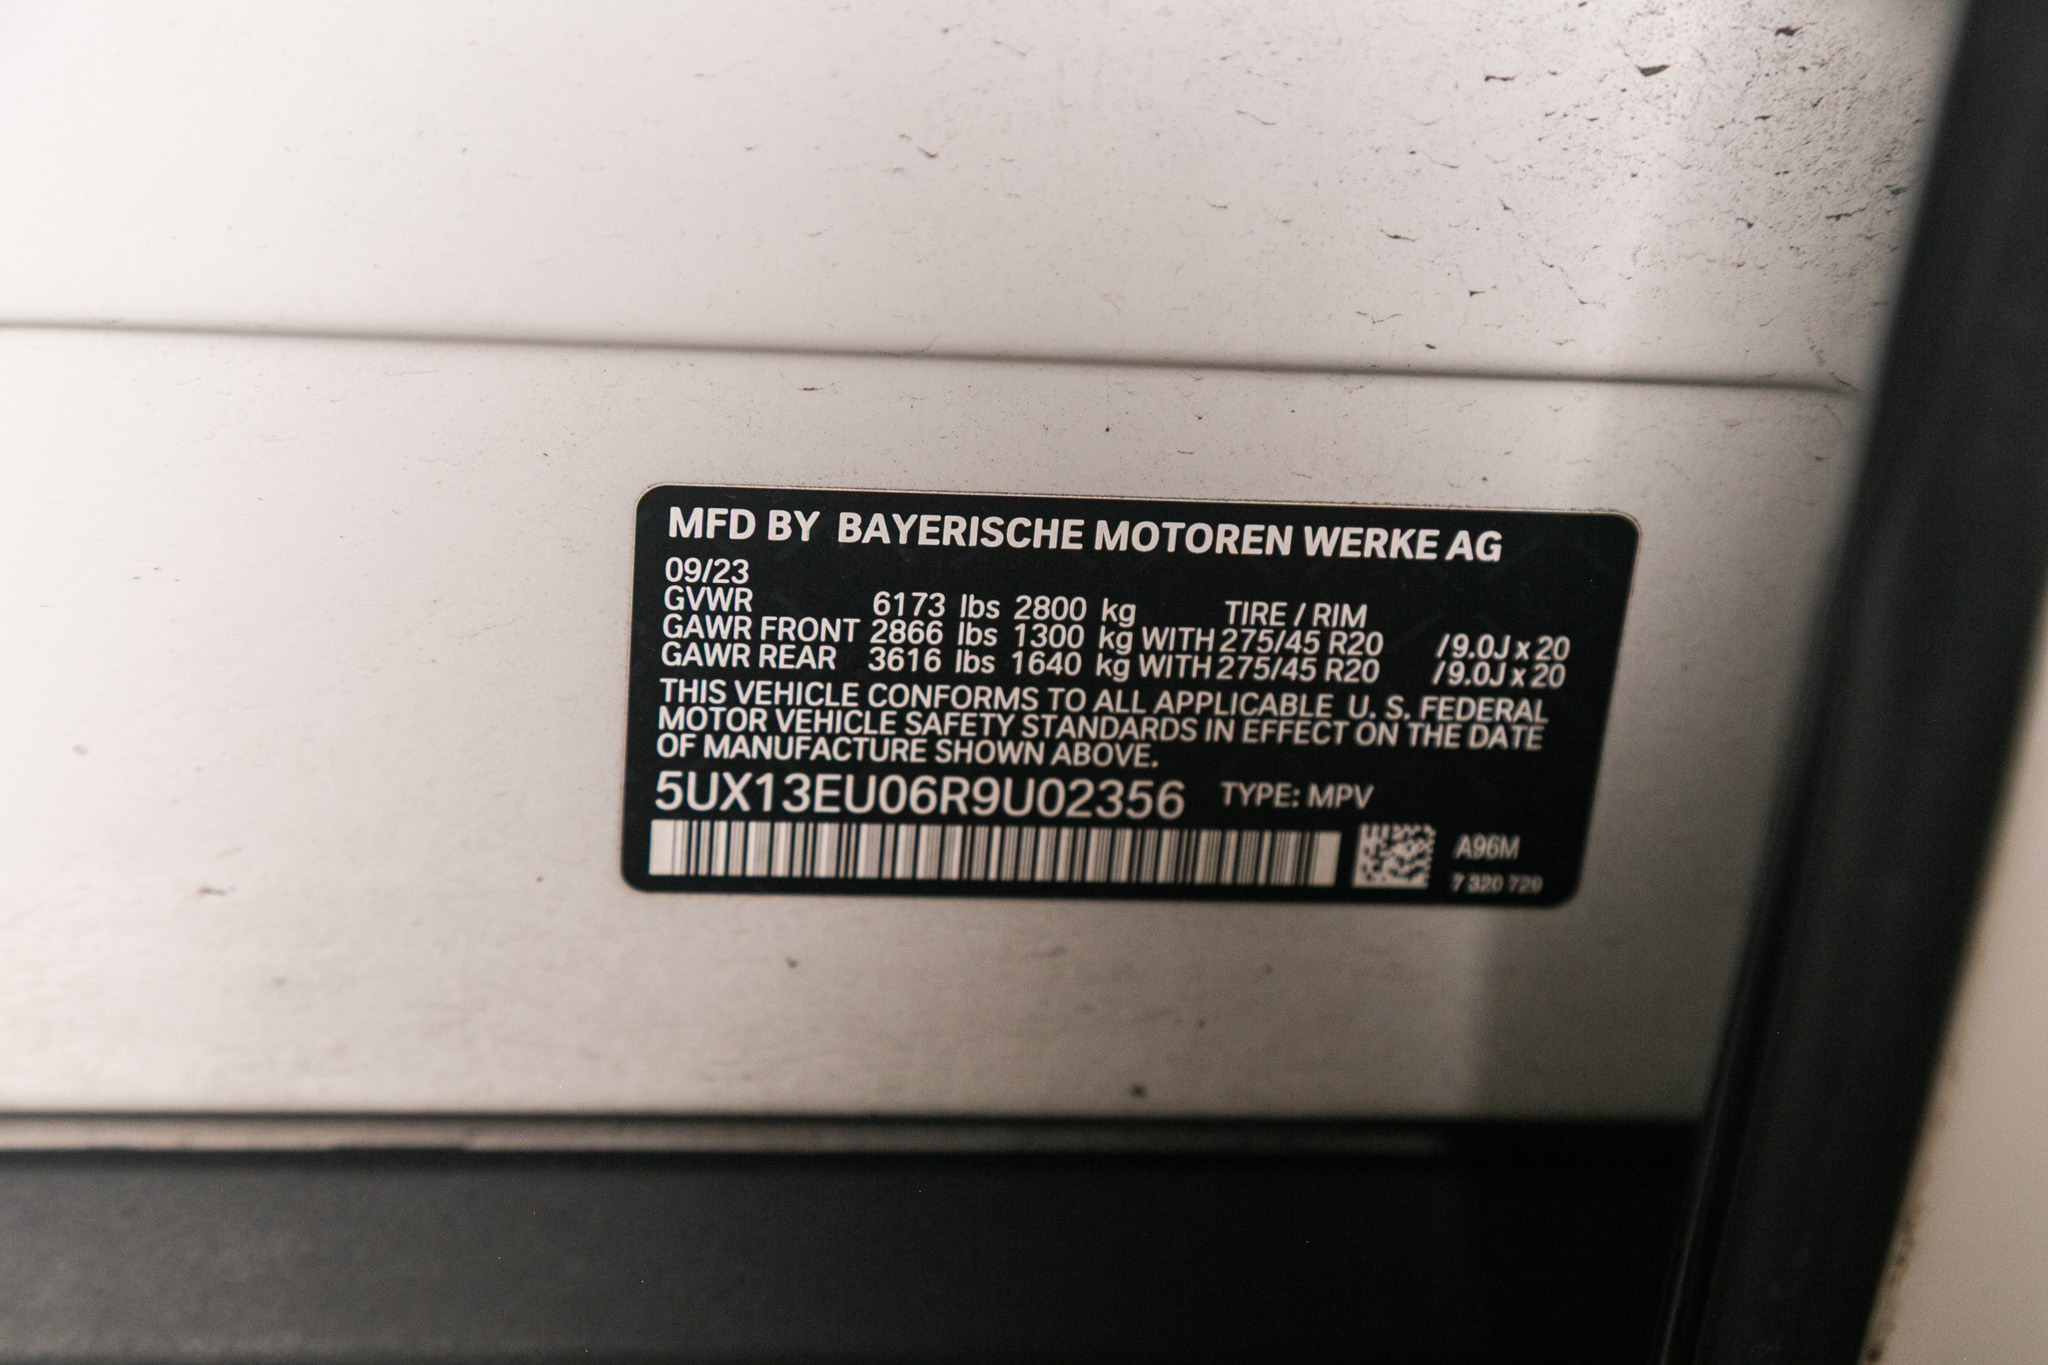 MFD BY BAYERISCHE MOTOREN WERKE AG
09/23
GVWR 6173 lbs 2800 kg TIRE / RIM
GAWR FRONT 2866 lbs 1300 kg WITH 275/45 R20 /9.0J x 20
GAWR REAR 3616 lbs 1640 kg WITH 275/45 R20 /9.0J x 20
THIS VEHICLE CONFORMS TO ALL APPLICABLE U. S. FEDERAL
MOTOR VEHICLE SAFETY STANDARDS IN EFFECT ON THE DATE
OF MANUFACTURE SHOWN ABOVE.
5UX13EU06R9U02356 TYPE: MPV
A96M
7 320 729